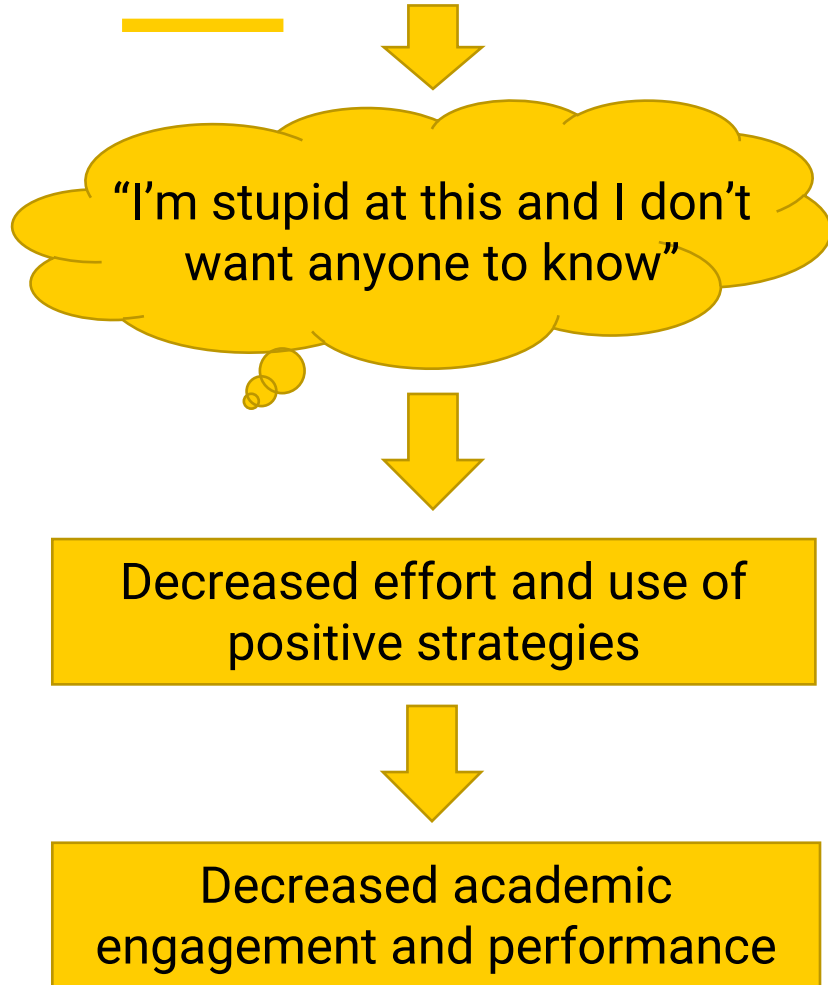 “I’m stupid at this and I don’t
want anyone to know”
Decreased effort and use of
positive strategies
Decreased academic
engagement and performance